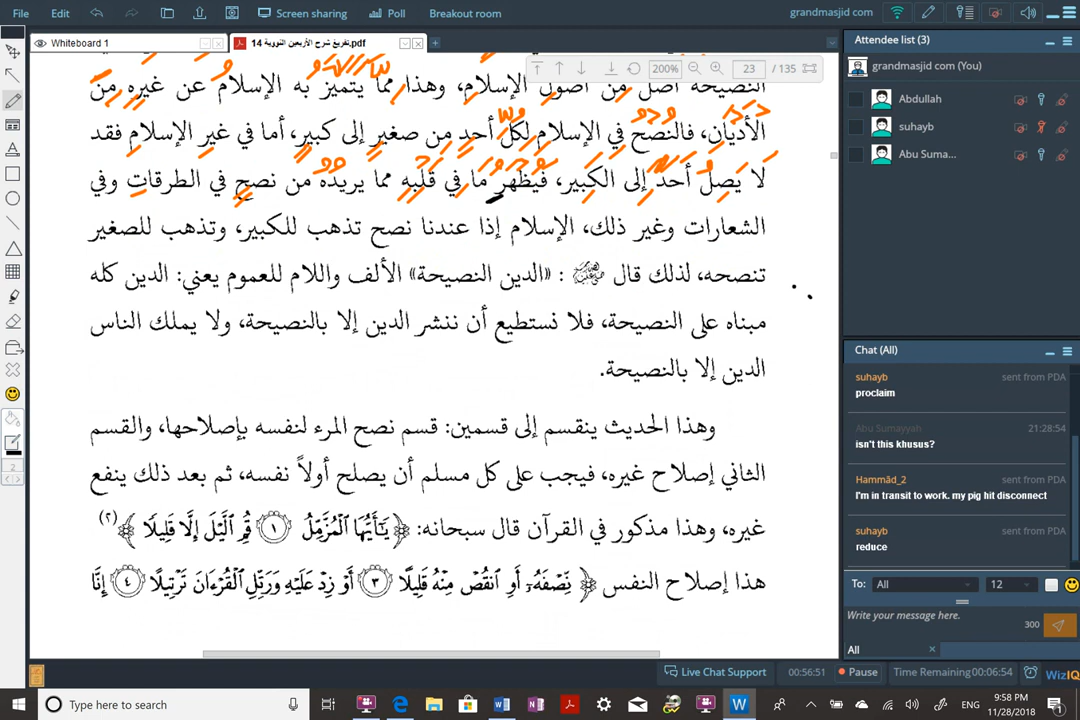 File Edit Screen sharing Poll Breakout room grandmasjid com
Whiteboard 1 تفريغ شرح الأربعين النووية 14.pdf
200% 23 / 135
النصيحة أصل من أصول الإسلام، وهذا مما يتميز به الإسلام عن غيره من
الأديان، فالنصح في الإسلام لكل أحد من صغير إلى كبير، أما في غير الإسلام فقد
لا يصل أحد إلى الكبير، فيظهر ما في قلبه مما يريده من نصح في الطرقات وفي
الشعارات وغير ذلك، الإسلام إذا عندنا نصح تذهب للكبير، وتذهب للصغير
تنصحه، لذلك قال ﷺ : «الدين النصيحة» الألف واللام للعموم يعني: الدين كله
مبناه على النصيحة، فلا نستطيع أن ننشر الدين إلا بالنصيحة، ولا يملك الناس
الدين إلا بالنصيحة.
وهذا الحديث ينقسم إلى قسمين: قسم نصح المرء لنفسه بإصلاحها، والقسم
الثاني إصلاح غيره، فيجب على كل مسلم أن يصلح أولاً نفسه، ثم بعد ذلك ينفع
غيره، وهذا مذكور في القرآن قال سبحانه: ﴿يَٰٓأَيُّهَا ٱلْمُزَّمِّلُ ١ قُمِ ٱلَّيْلَ إِلَّا قَلِيلًا﴾(٢)
هذا إصلاح النفس ﴿نِّصْفَهُۥٓ أَوِ ٱنقُصْ مِنْهُ قَلِيلًا ٣ أَوْ زِدْ عَلَيْهِ وَرَتِّلِ ٱلْقُرْءَانَ تَرْتِيلًا ٤ إِنَّا
Attendee list (3)
grandmasjid com (You)
Abdullah
suhayb
Abu Suma...
Chat (All)
suhayb sent from PDA
proclaim
Abu Sumayyah 21:28:54
isn't this khusus?
Hammād_2 sent from PDA
I'm in transit to work. my pig hit disconnect
suhayb sent from PDA
reduce
To: All 12
Write your message here.
300
All
Live Chat Support 00:56:51 Pause Time Remaining 00:06:54 WizIQ
Type here to search
ENG 9:58 PM
11/28/2018